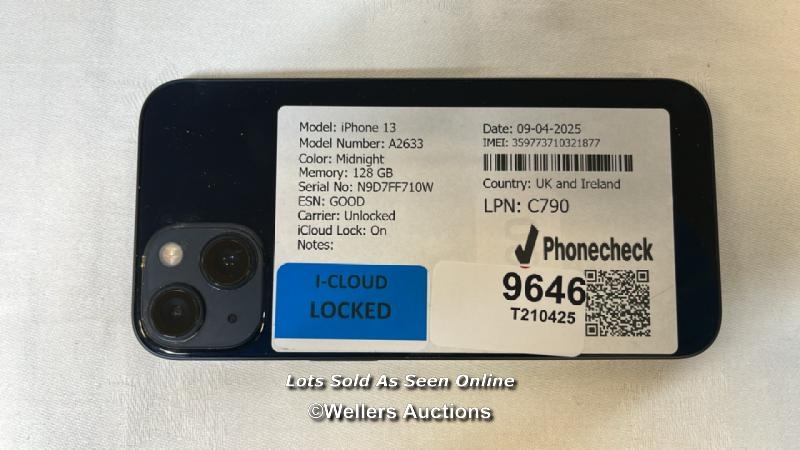 Model: iPhone 13
Model Number: A2633
Color: Midnight
Memory: 128 GB
Serial No: N9D7FF710W
ESN: GOOD
Carrier: Unlocked
iCloud Lock: On
Notes:
Date: 09-04-2025
IMEI: 359773710321877
Country: UK and Ireland
LPN: C790
Phonecheck
I-CLOUD
LOCKED
9646
T210425
Lots Sold As Seen Online
©Wellers Auctions